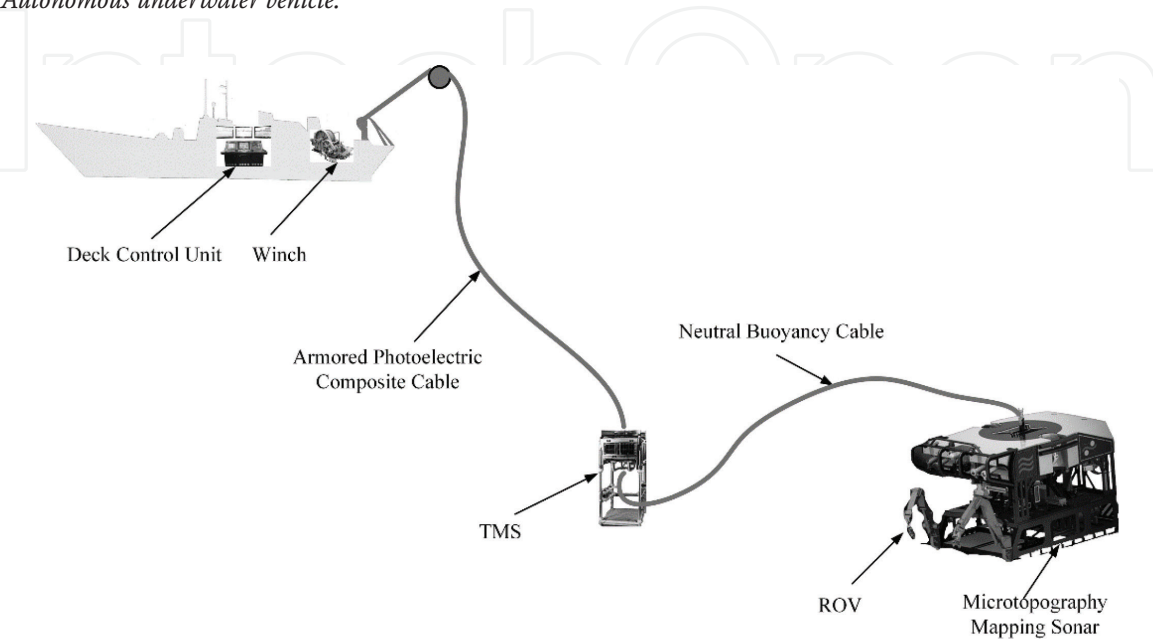 Autonomous underwater vehicle.
IntechOpen
Deck Control Unit
Winch
Armored Photoelectric
Composite Cable
Neutral Buoyancy Cable
TMS
ROV
Microtopography
Mapping Sonar